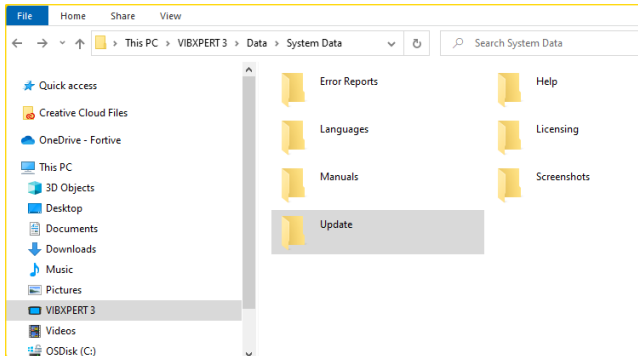 File Home Share View
This PC > VIBXPERT 3 > Data > System Data
Search System Data
Quick access
Creative Cloud Files
OneDrive - Fortive
This PC
3D Objects
Desktop
Documents
Downloads
Music
Pictures
VIBXPERT 3
Videos
OSDisk (C:)
Error Reports Help
Languages Licensing
Manuals Screenshots
Update